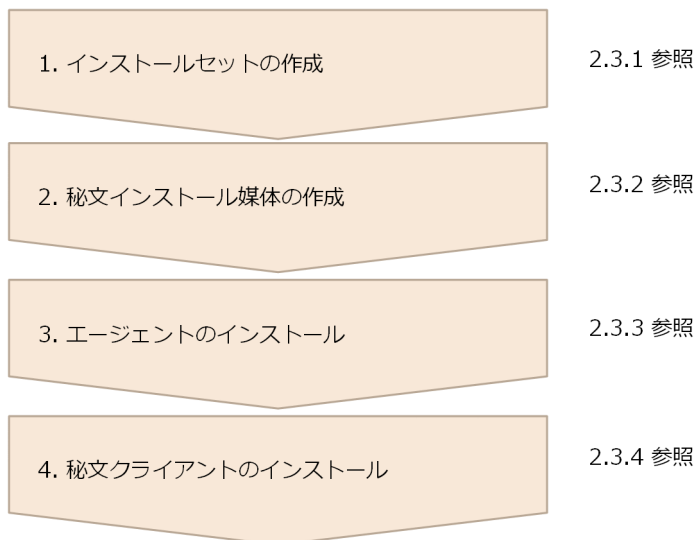 1. インストールセットの作成
2.3.1 参照
2. 秘文インストール媒体の作成
2.3.2 参照
3. エージェントのインストール
2.3.3 参照
4. 秘文クライアントのインストール
2.3.4 参照